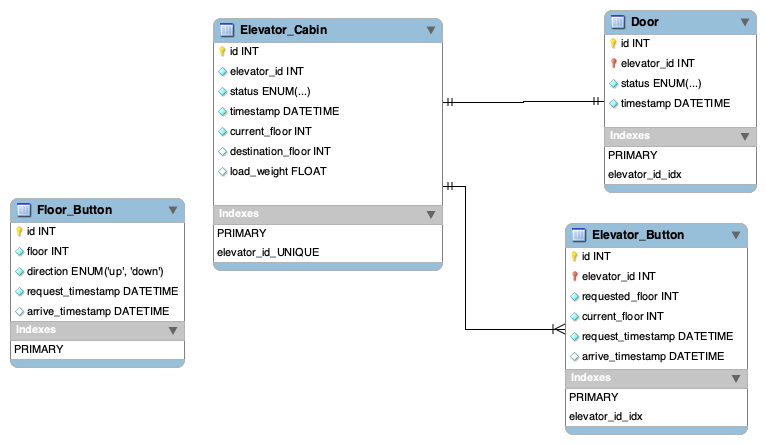 Elevator_Cabin
id INT
elevator_id INT
status ENUM(...)
timestamp DATETIME
current_floor INT
destination_floor INT
load_weight FLOAT
Indexes
PRIMARY
elevator_id_UNIQUE
Door
id INT
elevator_id INT
status ENUM(...)
timestamp DATETIME
Indexes
PRIMARY
elevator_id_idx
Floor_Button
id INT
floor INT
direction ENUM('up', 'down')
request_timestamp DATETIME
arrive_timestamp DATETIME
Indexes
PRIMARY
Elevator_Button
id INT
elevator_id INT
requested_floor INT
current_floor INT
request_timestamp DATETIME
arrive_timestamp DATETIME
Indexes
PRIMARY
elevator_id_idx